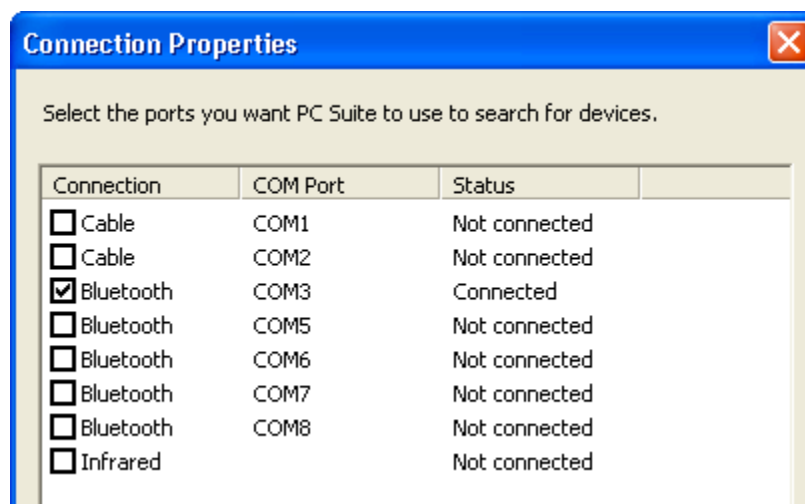 Connection Properties
Select the ports you want PC Suite to use to search for devices.
Connection COM Port Status
Cable COM1 Not connected
Cable COM2 Not connected
Bluetooth COM3 Connected
Bluetooth COM5 Not connected
Bluetooth COM6 Not connected
Bluetooth COM7 Not connected
Bluetooth COM8 Not connected
Infrared Not connected